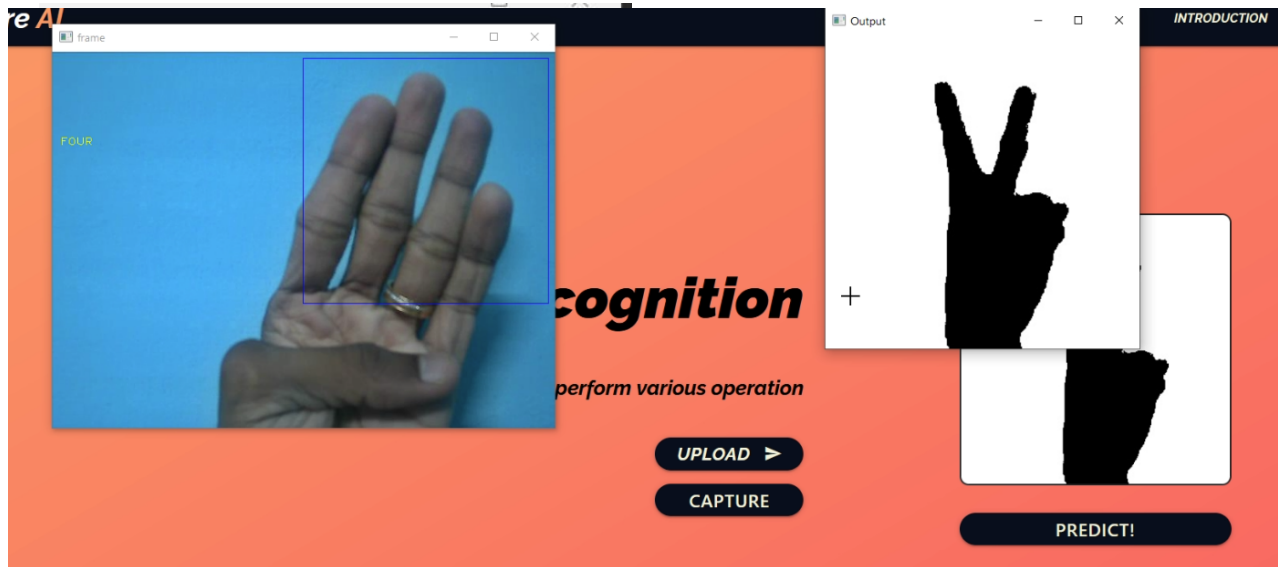 re AI
INTRODUCTION
frame
Output
FOUR
cognition
perform various operation
UPLOAD
CAPTURE
PREDICT!